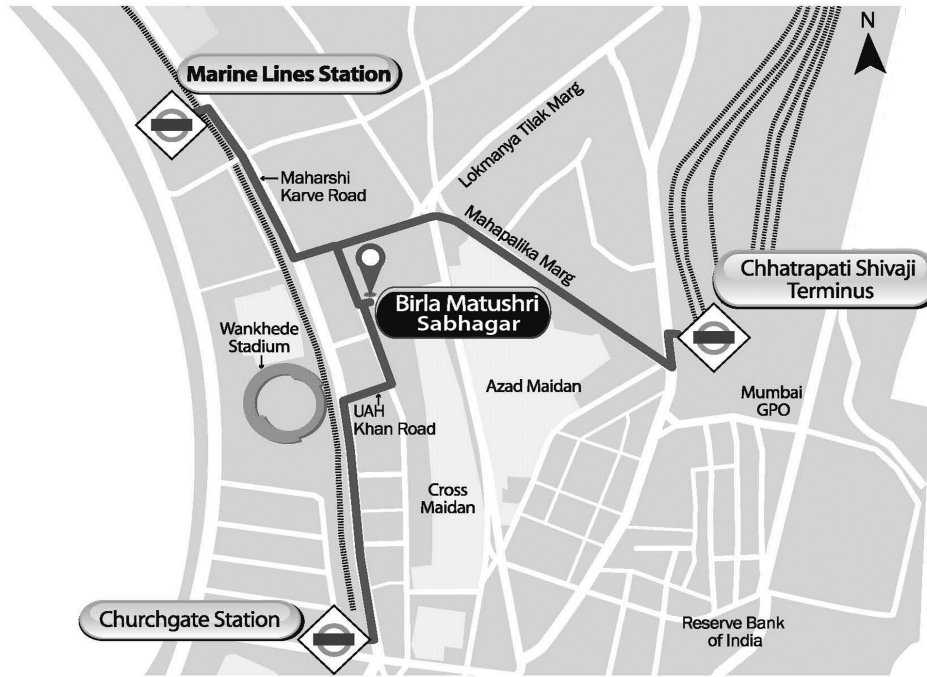 N
Marine Lines Station
Lokmanya Tilak Marg
Maharshi
Karve Road
Mahapalika Marg
Chhatrapati Shivaji
Terminus
Birla Matushri
Sabhagar
Wankhede
Stadium
Azad Maidan
Mumbai
GPO
UAH
Khan Road
Cross
Maidan
Churchgate Station
Reserve Bank
of India